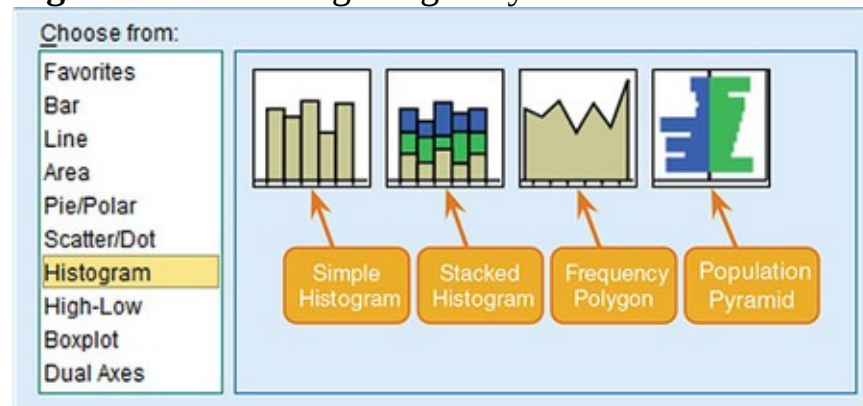 Choose from:
Favorites
Bar
Line
Area
Pie/Polar
Scatter/Dot
Histogram
High-Low
Boxplot
Dual Axes
Simple
Histogram
Stacked
Histogram
Frequency
Polygon
Population
Pyramid